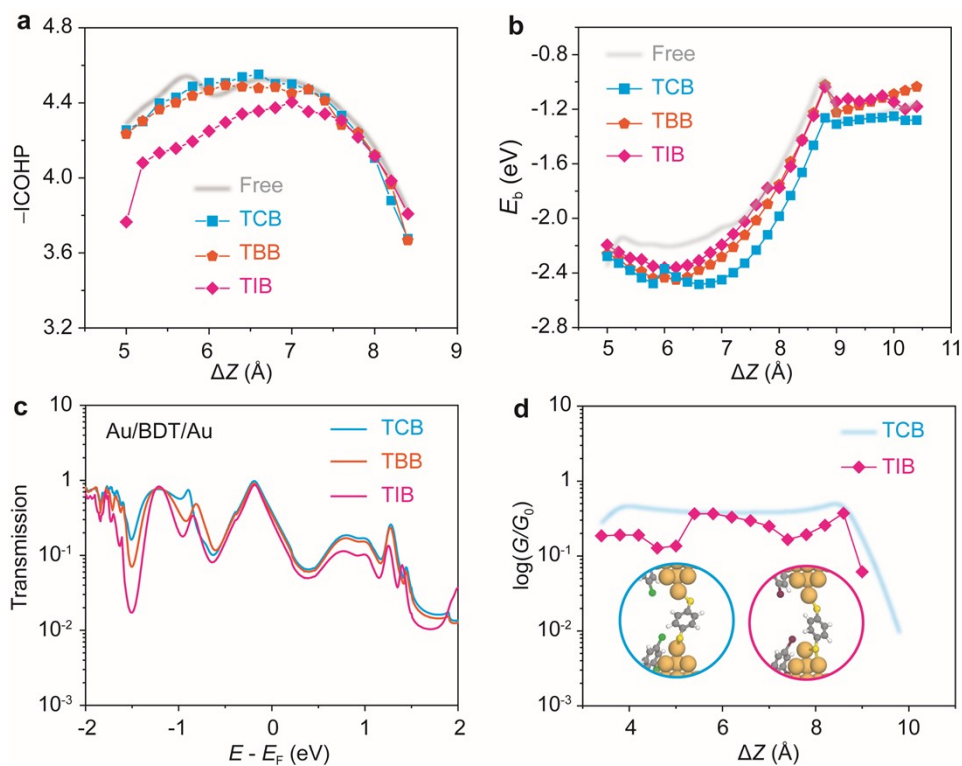 a
4.8
4.4
4.0
3.6
3.2
–ICOHP
Free
TCB
TBB
TIB
5 6 7 8 9
ΔZ (Å)
b
-0.8
-1.2
-1.6
-2.0
-2.4
-2.8
E_b (eV)
Free
TCB
TBB
TIB
5 6 7 8 9 10 11
ΔZ (Å)
c
10
1
10⁻¹
10⁻²
10⁻³
Transmission
Au/BDT/Au
TCB
TBB
TIB
-2 -1 0 1 2
E - E_F (eV)
d
10
1
10⁻¹
10⁻²
10⁻³
log(G/G₀)
TCB
TIB
4 6 8 10
ΔZ (Å)